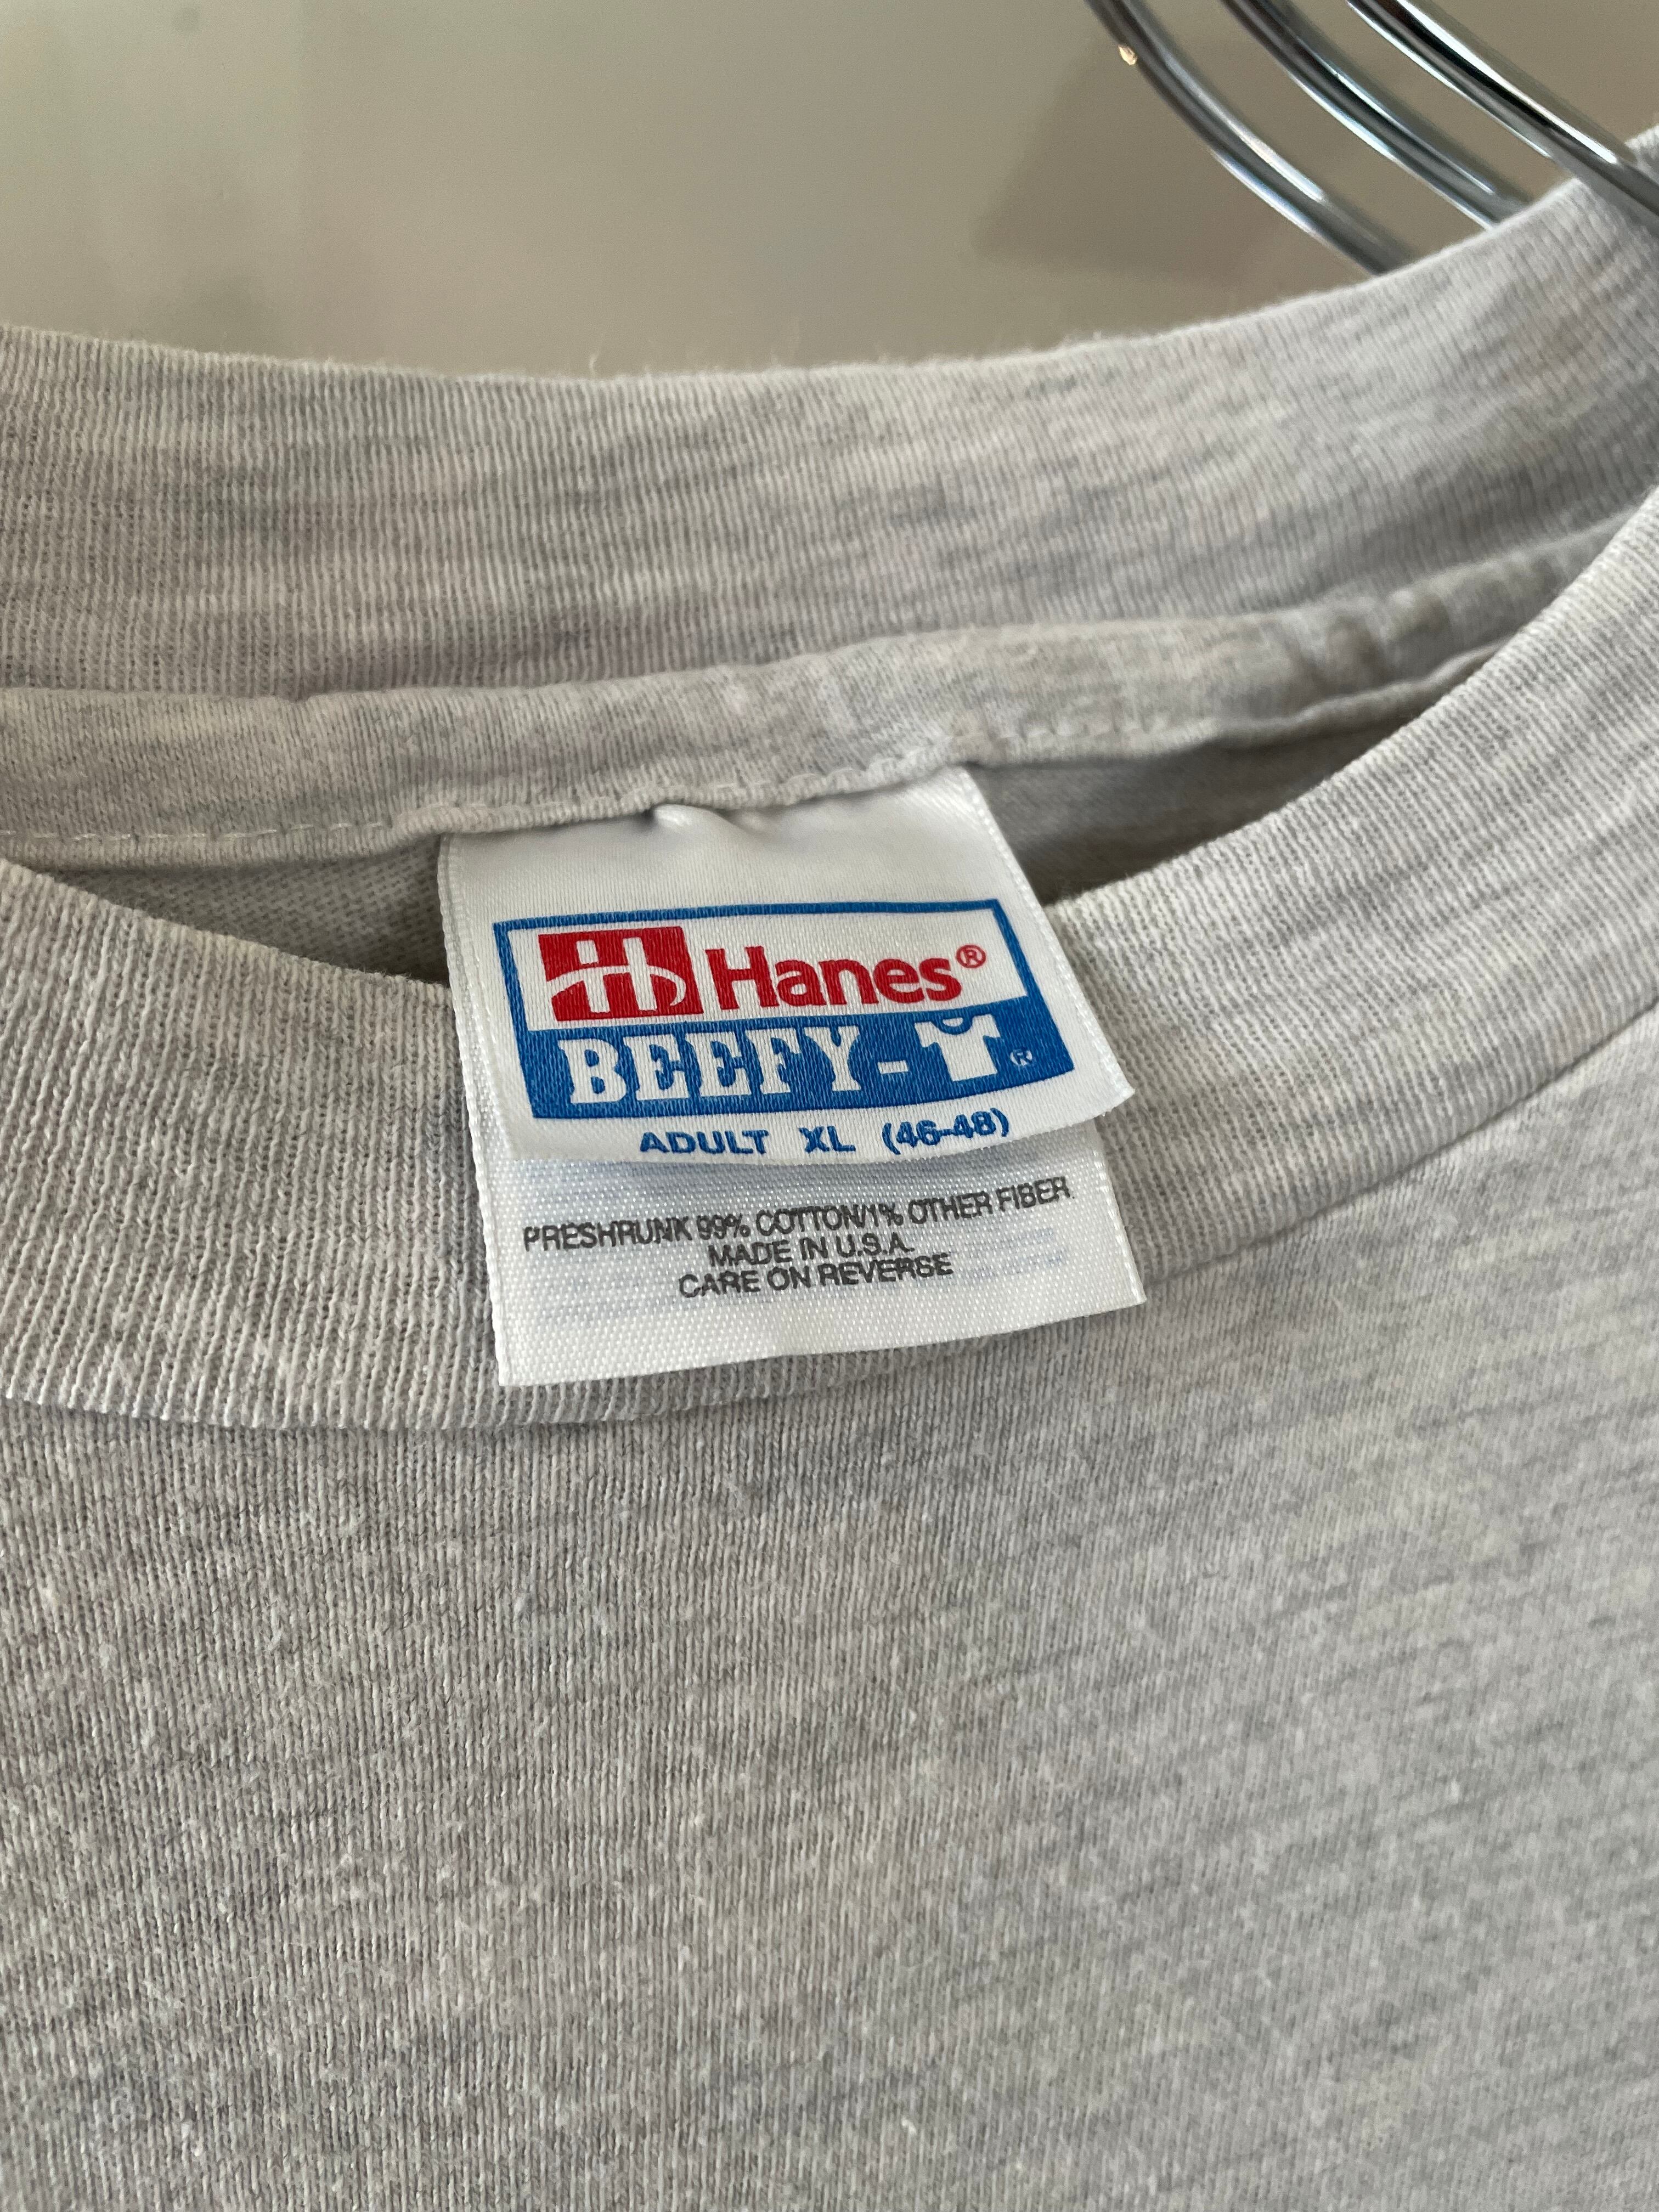 Hanes®
BEEFY-T®
ADULT XL (46-48)
PRESHRUNK 99% COTTON/1% OTHER FIBER
MADE IN U.S.A.
CARE ON REVERSE